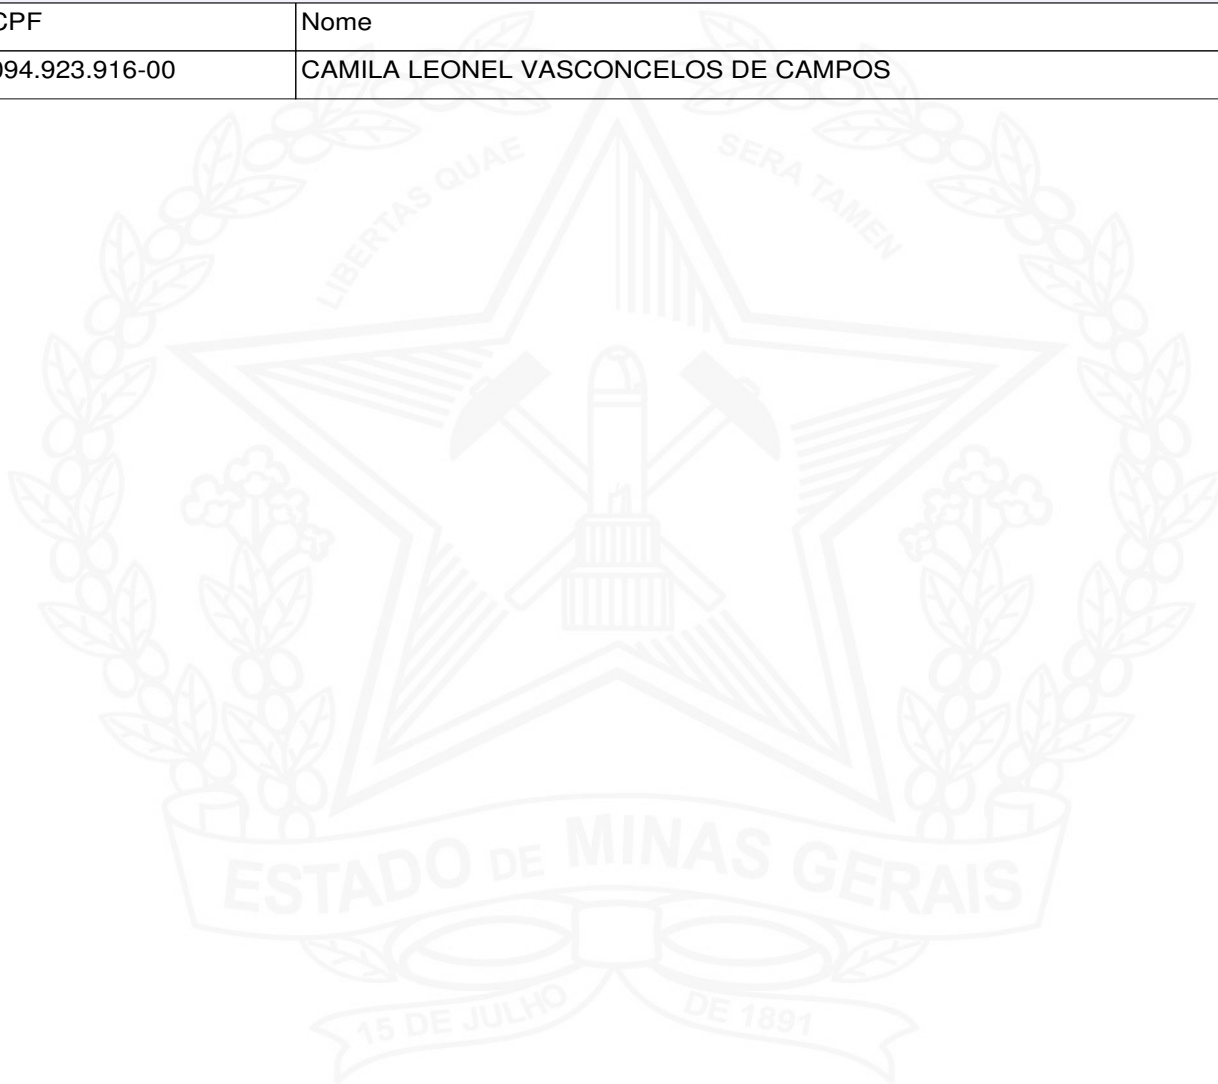 CPF Nome
094.923.916-00 CAMILA LEONEL VASCONCELOS DE CAMPOS
LIBERTAS QUAE SERA TAMEN
ESTADO DE MINAS GERAIS
15 DE JULHO DE 1891